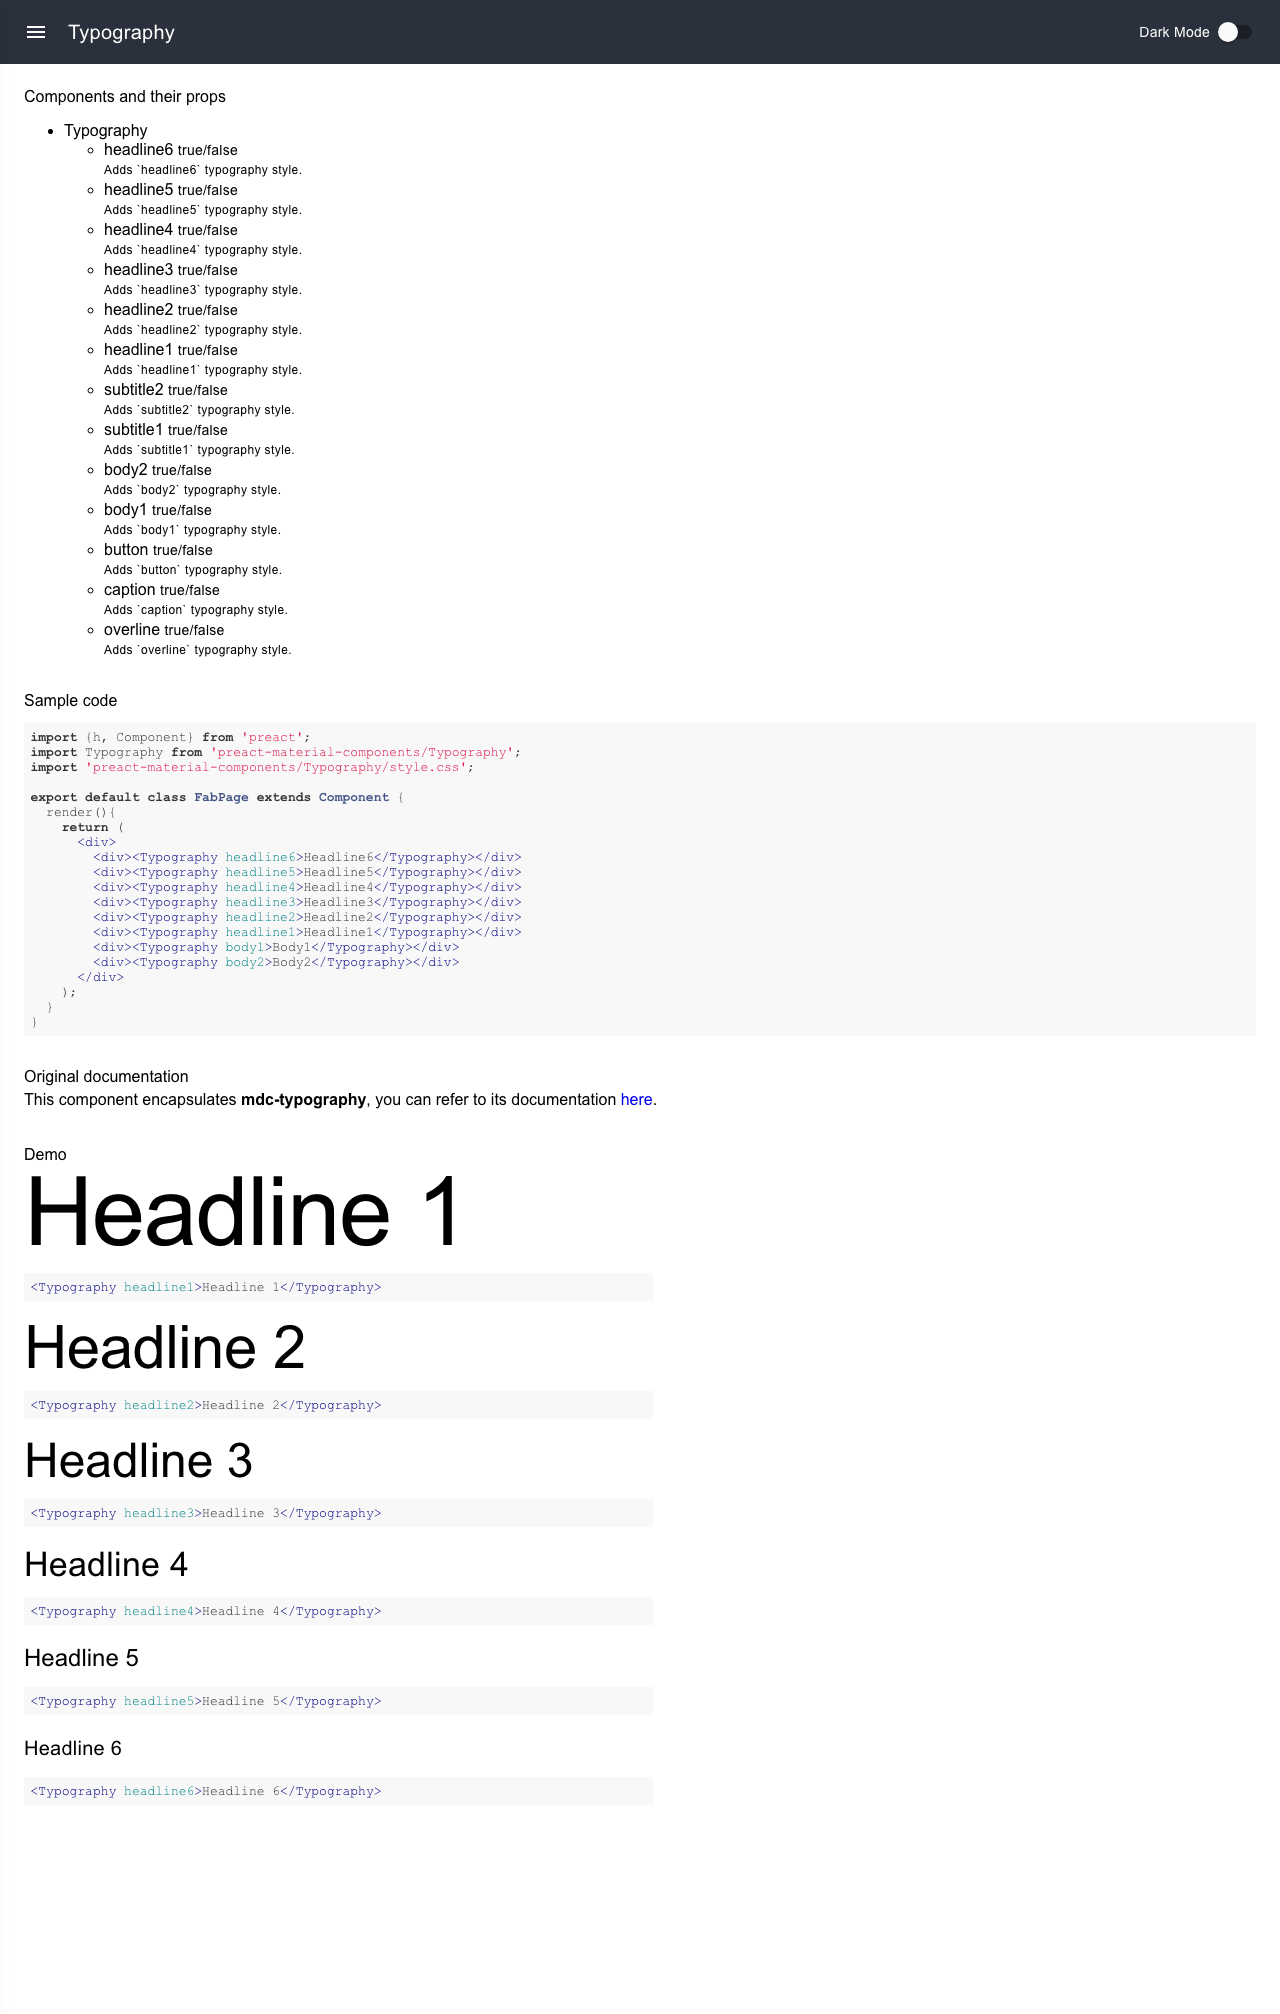 Typography
Dark Mode
Components and their props
Typography
headline6 true/false
Adds `headline6` typography style.
headline5 true/false
Adds `headline5` typography style.
headline4 true/false
Adds `headline4` typography style.
headline3 true/false
Adds `headline3` typography style.
headline2 true/false
Adds `headline2` typography style.
headline1 true/false
Adds `headline1` typography style.
subtitle2 true/false
Adds `subtitle2` typography style.
subtitle1 true/false
Adds `subtitle1` typography style.
body2 true/false
Adds `body2` typography style.
body1 true/false
Adds `body1` typography style.
button true/false
Adds `button` typography style.
caption true/false
Adds `caption` typography style.
overline true/false
Adds `overline` typography style.
Sample code
import {h, Component} from 'preact';
import Typography from 'preact-material-components/Typography';
import 'preact-material-components/Typography/style.css';
export default class FabPage extends Component {
render(){
return (
<div>
<div><Typography headline6>Headline6</Typography></div>
<div><Typography headline5>Headline5</Typography></div>
<div><Typography headline4>Headline4</Typography></div>
<div><Typography headline3>Headline3</Typography></div>
<div><Typography headline2>Headline2</Typography></div>
<div><Typography headline1>Headline1</Typography></div>
<div><Typography body1>Body1</Typography></div>
<div><Typography body2>Body2</Typography></div>
</div>
);
}
}
Original documentation
This component encapsulates mdc-typography, you can refer to its documentation here.
Demo
Headline 1
<Typography headline1>Headline 1</Typography>
Headline 2
<Typography headline2>Headline 2</Typography>
Headline 3
<Typography headline3>Headline 3</Typography>
Headline 4
<Typography headline4>Headline 4</Typography>
Headline 5
<Typography headline5>Headline 5</Typography>
Headline 6
<Typography headline6>Headline 6</Typography>